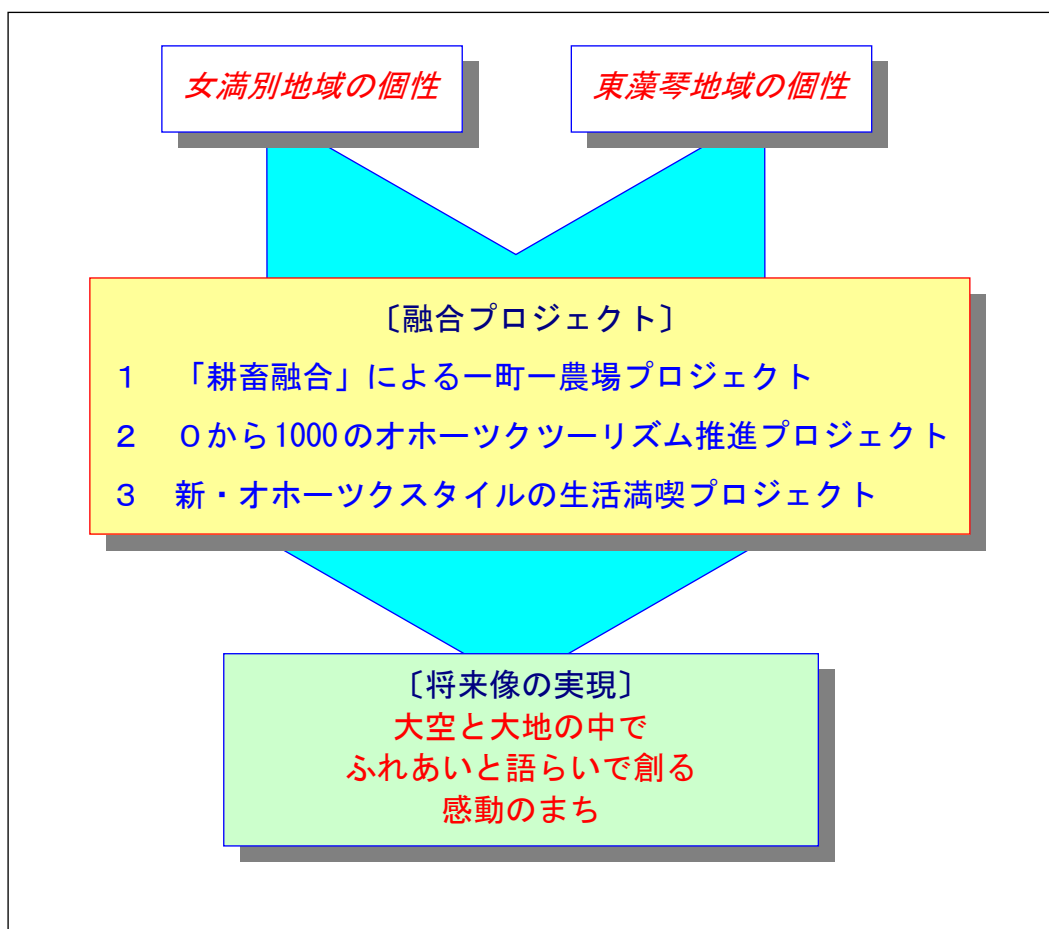 女満別地域の個性
東藻琴地域の個性
〔融合プロジェクト〕
１　「耕畜融合」による一町一農場プロジェクト
２　０から1000のオホーツクツーリズム推進プロジェクト
３　新・オホーツクスタイルの生活満喫プロジェクト
〔将来像の実現〕
大空と大地の中で
ふれあいと語らいで創る
感動のまち